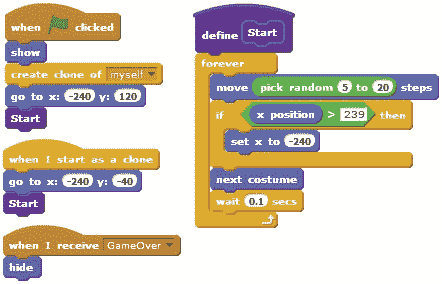 when clicked
show
create clone of myself
go to x: -240 y: 120
Start
when I start as a clone
go to x: -240 y: -40
Start
when I receive GameOver
hide
define Start
forever
move pick random 5 to 20 steps
if x position > 239 then
set x to -240
next costume
wait 0.1 secs